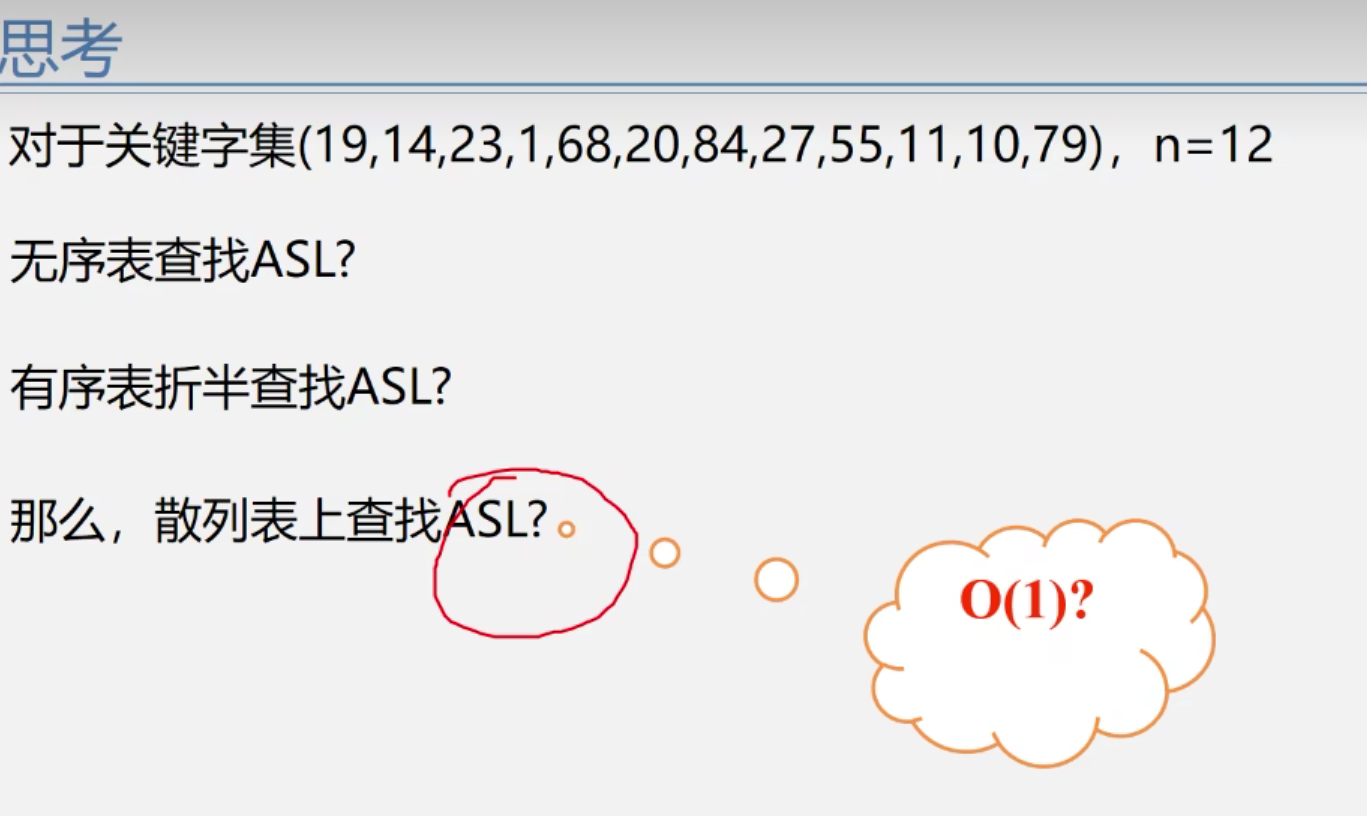 思考
对于关键字集(19,14,23,1,68,20,84,27,55,11,10,79)，n=12
无序表查找ASL?
有序表折半查找ASL?
那么，散列表上查找ASL?
O(1)?